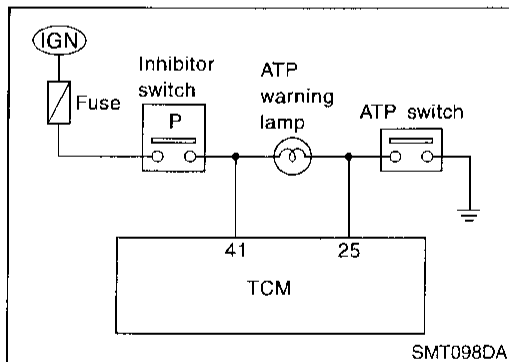 IGN
Fuse
Inhibitor
switch
P
ATP
warning
lamp
ATP switch
41
25
TCM
SMT098DA